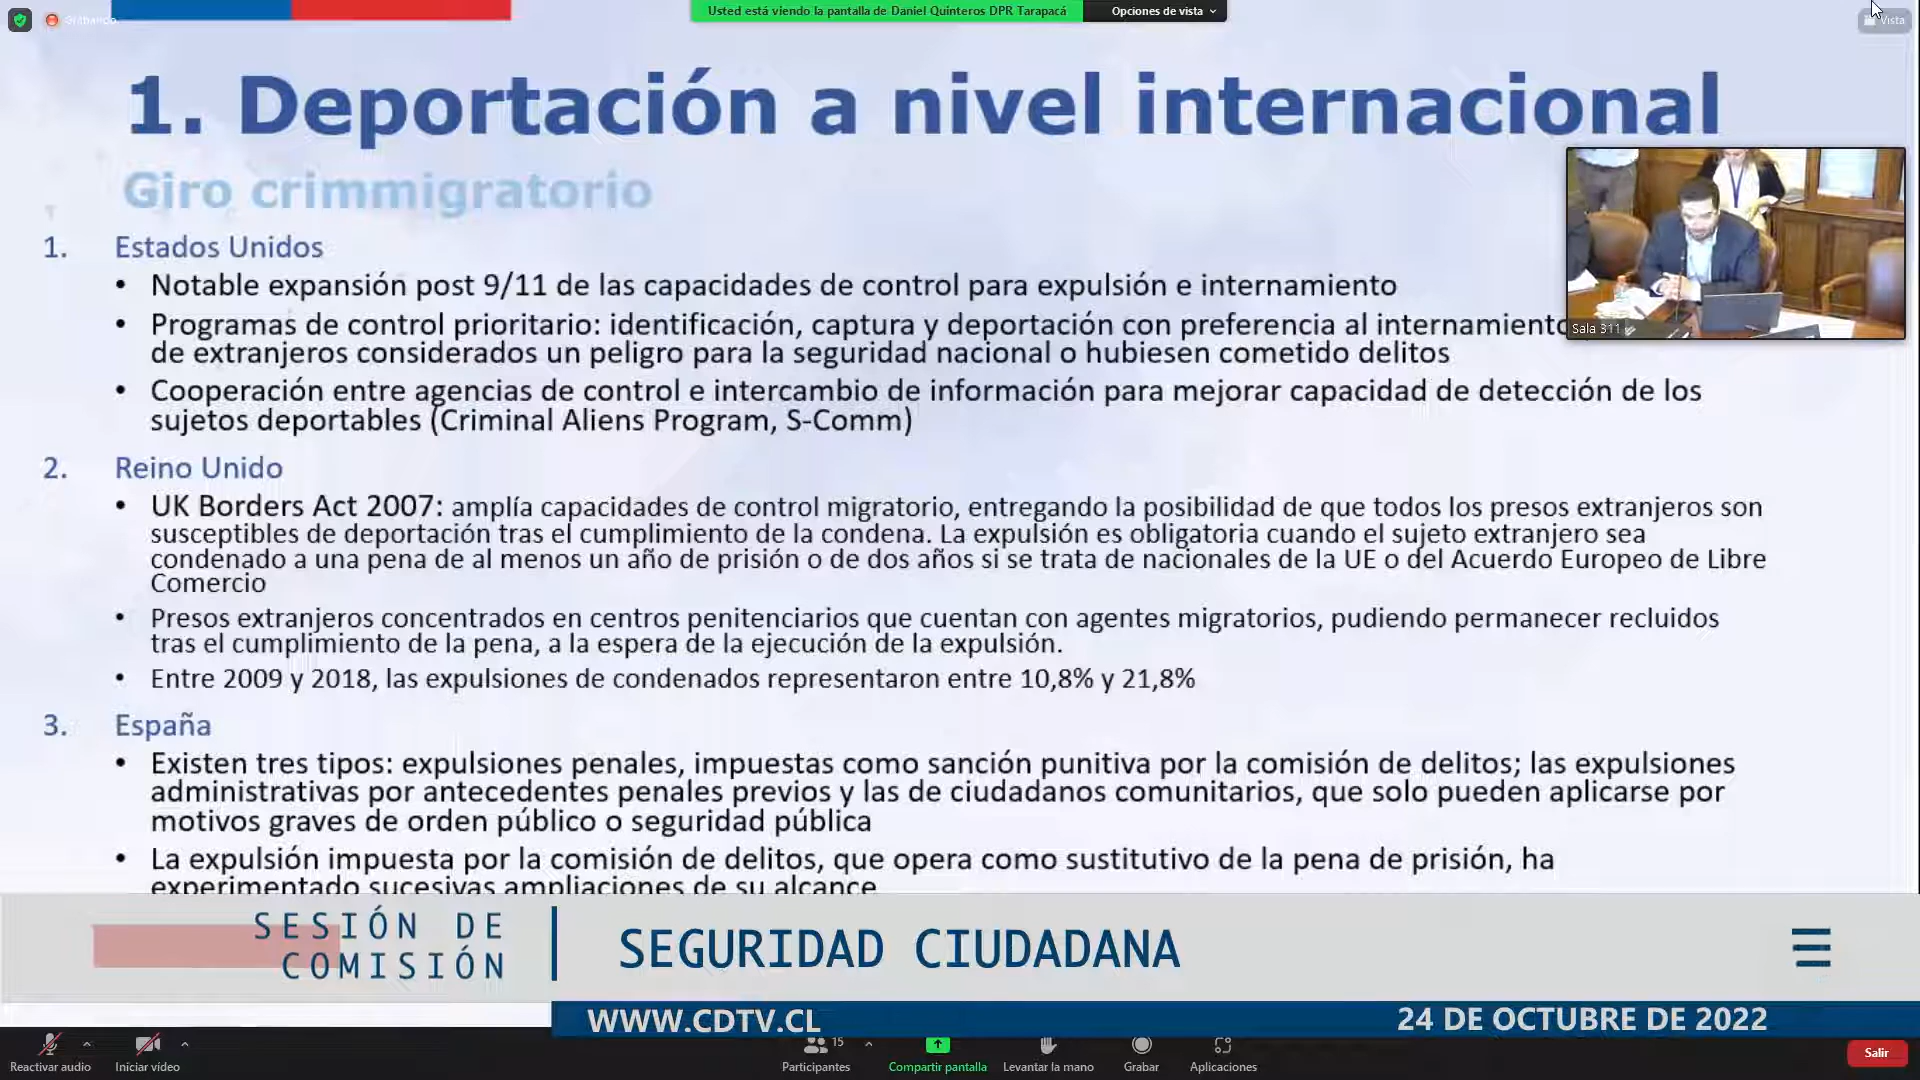 Grabando
Usted está viendo la pantalla de Daniel Quinteros DPR Tarapacá
Opciones de vista
Vista
1. Deportación a nivel internacional
Giro crimmigratorio
1. Estados Unidos
• Notable expansión post 9/11 de las capacidades de control para expulsión e internamiento
• Programas de control prioritario: identificación, captura y deportación con preferencia al internamiento
de extranjeros considerados un peligro para la seguridad nacional o hubiesen cometido delitos
• Cooperación entre agencias de control e intercambio de información para mejorar capacidad de detección de los
sujetos deportables (Criminal Aliens Program, S-Comm)
Sala 311
2. Reino Unido
• UK Borders Act 2007: amplía capacidades de control migratorio, entregando la posibilidad de que todos los presos extranjeros son
susceptibles de deportación tras el cumplimiento de la condena. La expulsión es obligatoria cuando el sujeto extranjero sea
condenado a una pena de al menos un año de prisión o de dos años si se trata de nacionales de la UE o del Acuerdo Europeo de Libre
Comercio
• Presos extranjeros concentrados en centros penitenciarios que cuentan con agentes migratorios, pudiendo permanecer recluidos
tras el cumplimiento de la pena, a la espera de la ejecución de la expulsión.
• Entre 2009 y 2018, las expulsiones de condenados representaron entre 10,8% y 21,8%
3. España
• Existen tres tipos: expulsiones penales, impuestas como sanción punitiva por la comisión de delitos; las expulsiones
administrativas por antecedentes penales previos y las de ciudadanos comunitarios, que solo pueden aplicarse por
motivos graves de orden público o seguridad pública
• La expulsión impuesta por la comisión de delitos, que opera como sustitutivo de la pena de prisión, ha
experimentado sucesivas ampliaciones de su alcance
SESIÓN DE
COMISIÓN
SEGURIDAD CIUDADANA
WWW.CDTV.CL
24 DE OCTUBRE DE 2022
Reactivar audio
Iniciar video
Participantes
15
Compartir pantalla
Levantar la mano
Grabar
Aplicaciones
Salir